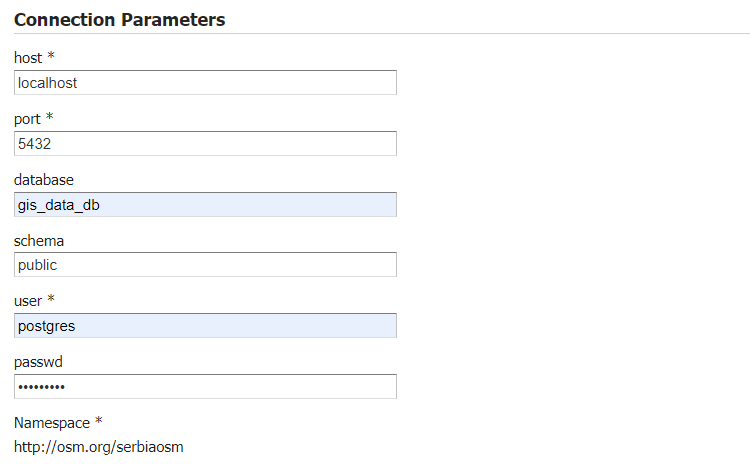 Connection Parameters
host *
localhost
port *
5432
database
gis_data_db
schema
public
user *
postgres
passwd
•••••••••
Namespace *
http://osm.org/serbiaosm